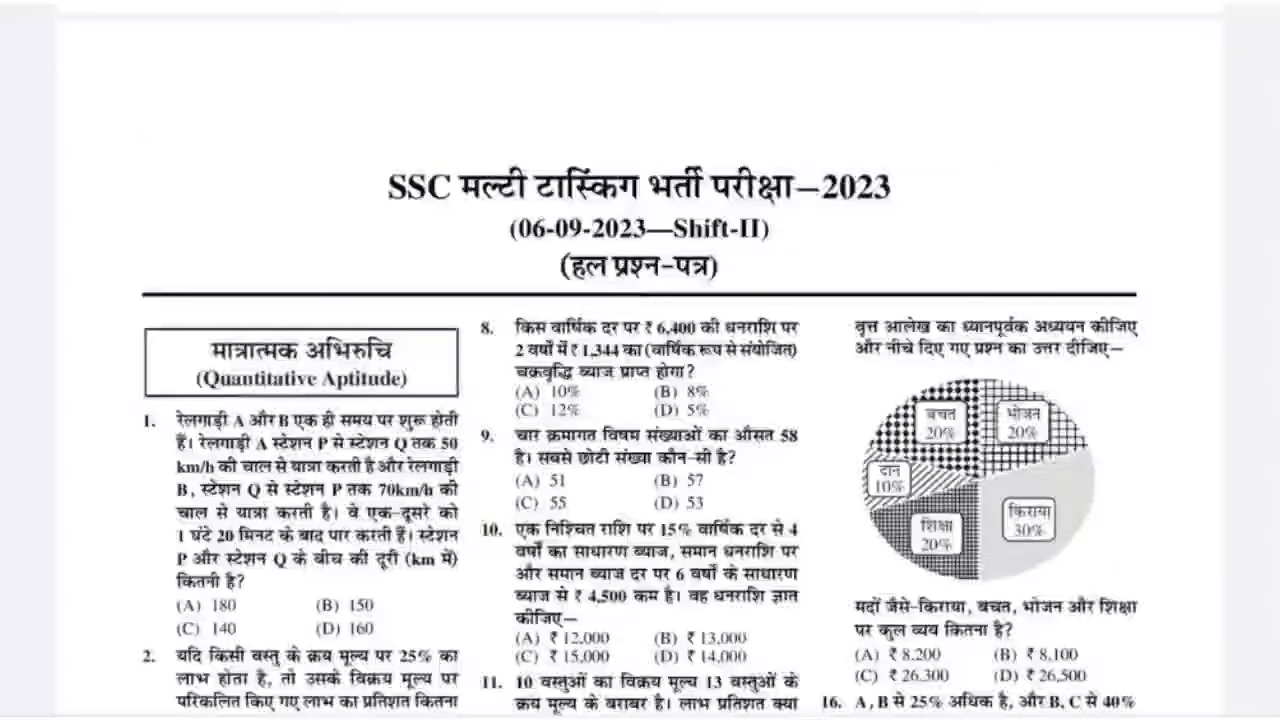 SSC मल्टी टास्किंग भर्ती परीक्षा–2023
(06-09-2023—Shift-II)
(हल प्रश्न-पत्र)
मात्रात्मक अभिरुचि
(Quantitative Aptitude)
1. रेलगाड़ी A और B एक ही समय पर शुरू होती
हैं। रेलगाड़ी A स्टेशन P से स्टेशन Q तक 50
km/h की चाल से यात्रा करती है और रेलगाड़ी
B, स्टेशन Q से स्टेशन P तक 70km/h की
चाल से यात्रा करती है। वे एक-दूसरे को
1 घंटे 20 मिनट के बाद पार करती हैं। स्टेशन
P और स्टेशन Q के बीच की दूरी (km में)
कितनी है?
(A) 180 (B) 150
(C) 140 (D) 160
2. यदि किसी वस्तु के क्रय मूल्य पर 25% का
लाभ होता है, तो उसके विक्रय मूल्य पर
परिकलित किए गए लाभ का प्रतिशत कितना
8. किस वार्षिक दर पर ₹ 6,400 की धनराशि पर
2 वर्षों में ₹ 1,344 का (वार्षिक रूप से संयोजित)
चक्रवृद्धि ब्याज प्राप्त होगा?
(A) 10% (B) 8%
(C) 12% (D) 5%
9. चार क्रमागत विषम संख्याओं का औसत 58
है। सबसे छोटी संख्या कौन-सी है?
(A) 51 (B) 57
(C) 55 (D) 53
10. एक निश्चित राशि पर 15% वार्षिक दर से 4
वर्षों का साधारण ब्याज, समान धनराशि पर
और समान ब्याज दर पर 6 वर्षों के साधारण
ब्याज से ₹ 4,500 कम है। वह धनराशि ज्ञात
कीजिए–
(A) ₹ 12,000 (B) ₹ 13,000
(C) ₹ 15,000 (D) ₹ 14,000
11. 10 वस्तुओं का विक्रय मूल्य 13 वस्तुओं के
क्रय मूल्य के बराबर है। लाभ प्रतिशत क्या
वृत्त आलेख का ध्यानपूर्वक अध्ययन कीजिए
और नीचे दिए गए प्रश्न का उत्तर दीजिए–
बचत
20%
भोजन
20%
दान
10%
शिक्षा
20%
किराया
30%
मदों जैसे-किराया, बचत, भोजन और शिक्षा
पर कुल व्यय कितना है?
(A) ₹ 8,200 (B) ₹ 8,100
(C) ₹ 26,300 (D) ₹ 26,500
16. A, B से 25% अधिक है, और B, C से 40%